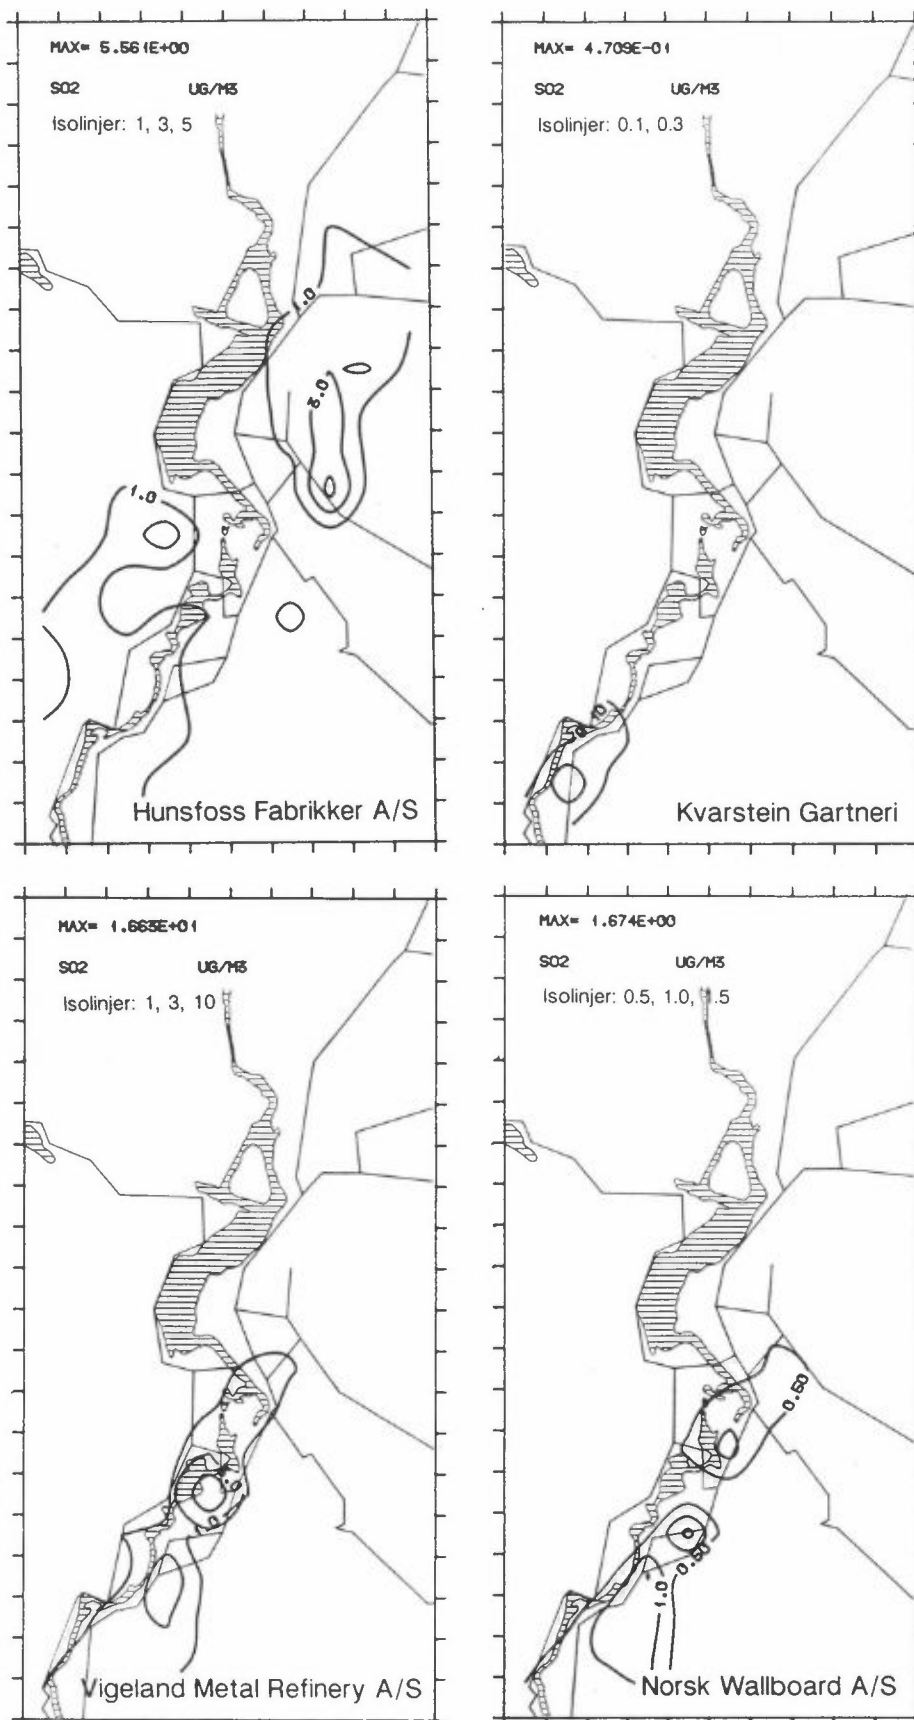 MAX= 5.561E+00
SO2 UG/M3
Isolinjer: 1, 3, 5
1.0
3.0
1.0
Hunsfoss Fabrikker A/S
MAX= 4.709E-01
SO2 UG/M3
Isolinjer: 0.1, 0.3
Kvarstein Gartneri
MAX= 1.663E+01
SO2 UG/M3
Isolinjer: 1, 3, 10
Vigeland Metal Refinery A/S
MAX= 1.674E+00
SO2 UG/M3
Isolinjer: 0.5, 1.0, .5
0.50
0.50
1.0
Norsk Wallboard A/S